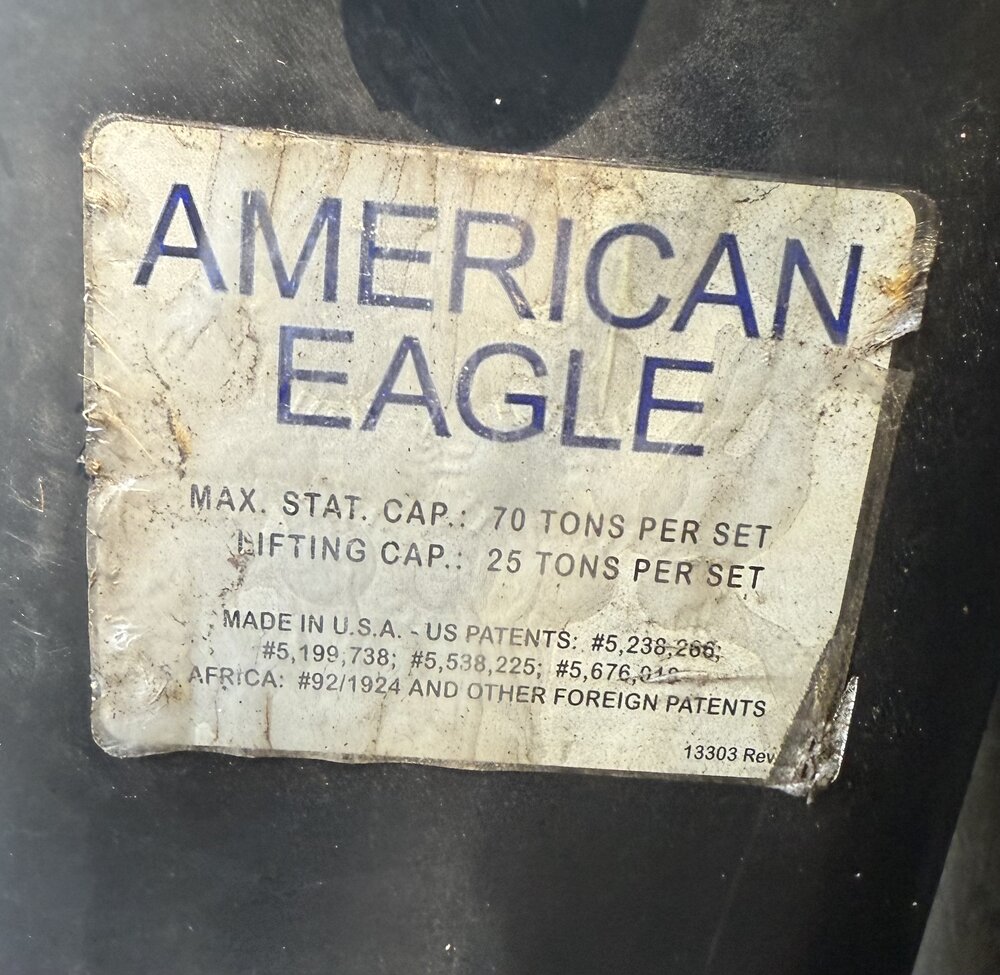 AMERICAN
EAGLE
MAX. STAT. CAP.: 70 TONS PER SET
LIFTING CAP.: 25 TONS PER SET
MADE IN U.S.A. - US PATENTS: #5,238,266;
#5,199,738; #5,538,225;
S. AFRICA: #92/1924 AND OTHER FOREIGN PATENTS
13303 Rev